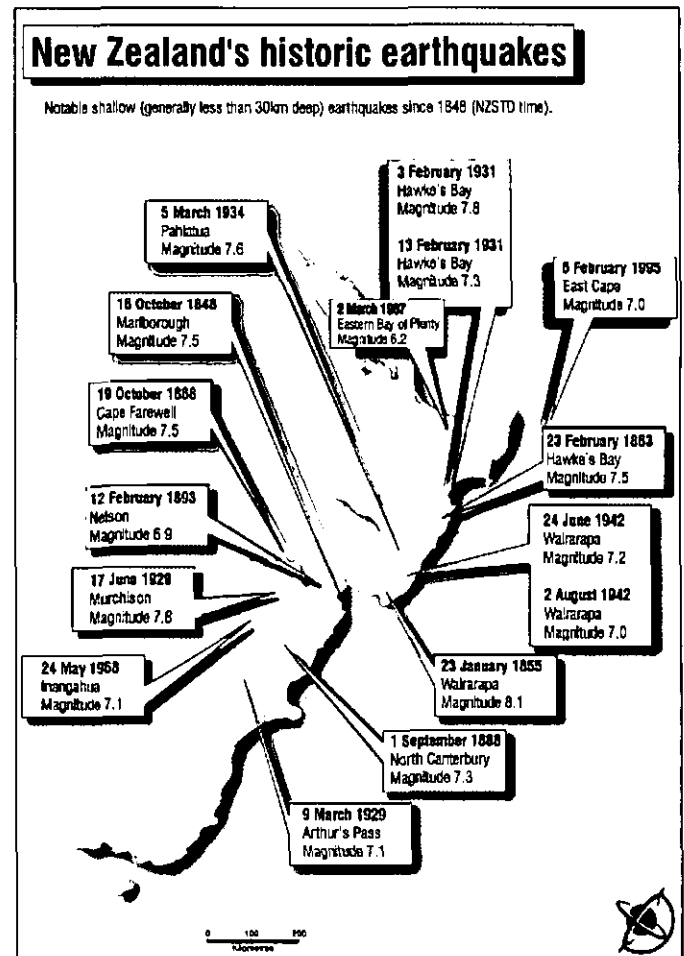 New Zealand's historic earthquakes
Notable shallow (generally less than 30km deep) earthquakes since 1848 (NZSTD time).
3 February 1931
Hawke's Bay
Magnitude 7.8
13 February 1931
Hawke's Bay
Magnitude 7.3
5 March 1934
Pahiatua
Magnitude 7.6
6 February 1995
East Cape
Magnitude 7.0
2 March 1987
Eastern Bay of Plenty
Magnitude 6.2
16 October 1848
Marlborough
Magnitude 7.5
19 October 1868
Cape Farewell
Magnitude 7.5
23 February 1863
Hawke's Bay
Magnitude 7.5
12 February 1893
Nelson
Magnitude 6.9
24 June 1942
Wairarapa
Magnitude 7.2
2 August 1942
Wairarapa
Magnitude 7.0
17 June 1929
Murchison
Magnitude 7.8
24 May 1968
Inangahua
Magnitude 7.1
23 January 1855
Wairarapa
Magnitude 8.1
1 September 1888
North Canterbury
Magnitude 7.3
9 March 1929
Arthur's Pass
Magnitude 7.1
0 100 200
Kilometres